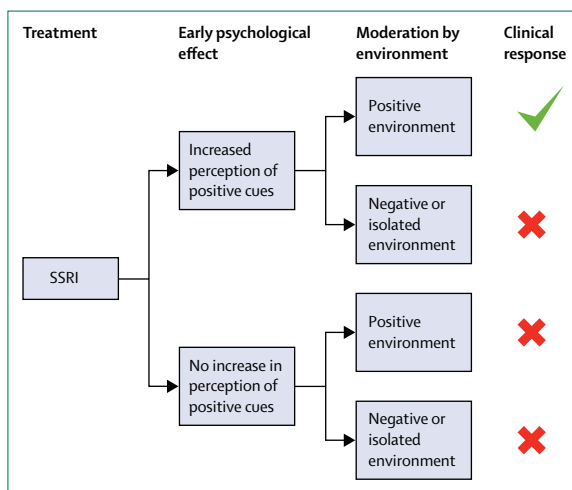 Treatment
Early psychological
effect
Moderation by
environment
Clinical
response
SSRI
Increased
perception of
positive cues
Positive
environment
Negative or
isolated environment
No increase in
perception of
positive cues
Positive
environment
Negative or
isolated environment